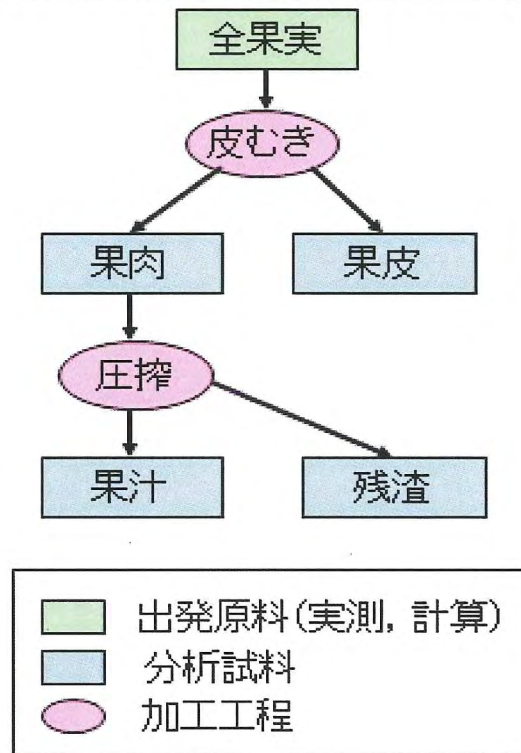 全果実
皮むき
果肉
果皮
圧搾
果汁
残渣
出発原料(実測, 計算)
分析試料
加工工程